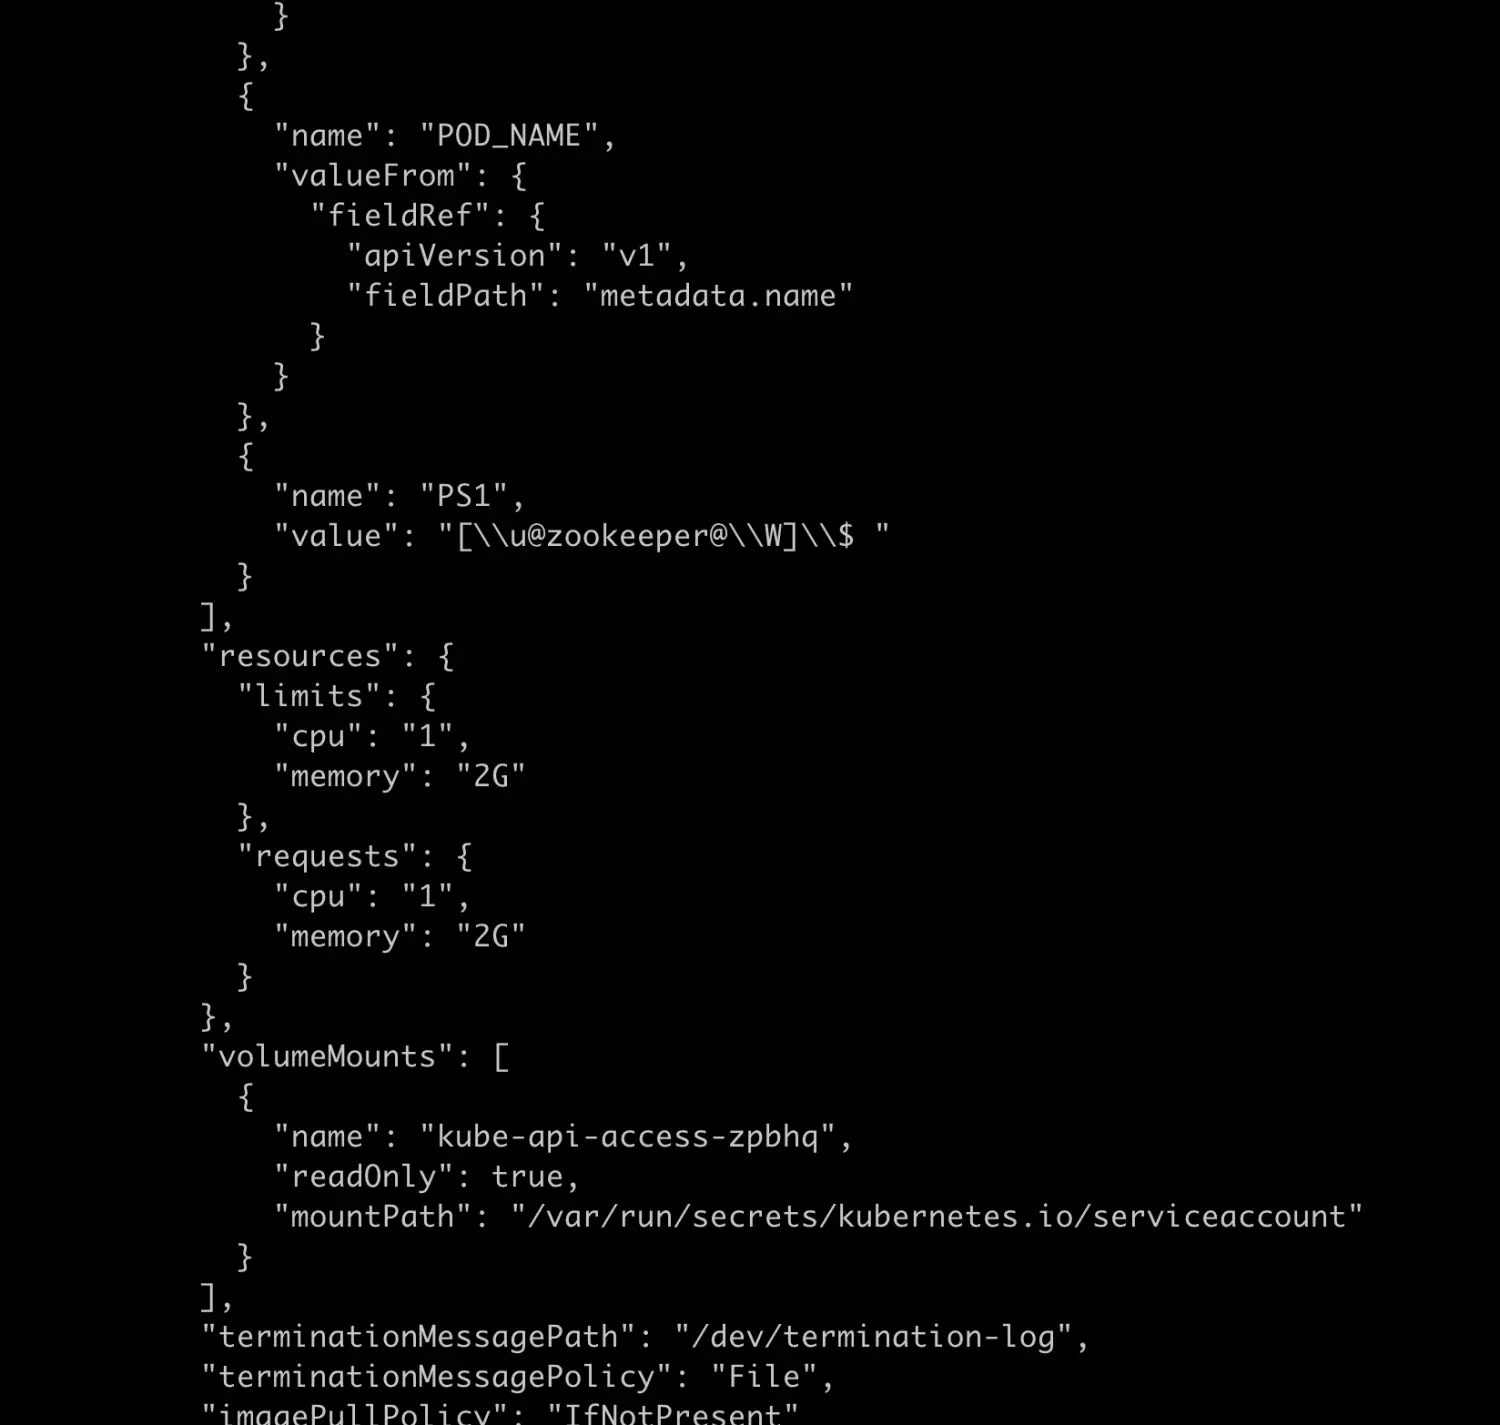 }
},
{
"name": "POD_NAME",
"valueFrom": {
"fieldRef": {
"apiVersion": "v1",
"fieldPath": "metadata.name"
}
}
},
{
"name": "PS1",
"value": "[\\u@zookeeper@\\W]\\$ "
}
],
"resources": {
"limits": {
"cpu": "1",
"memory": "2G"
},
"requests": {
"cpu": "1",
"memory": "2G"
}
},
"volumeMounts": [
{
"name": "kube-api-access-zpbhq",
"readOnly": true,
"mountPath": "/var/run/secrets/kubernetes.io/serviceaccount"
}
],
"terminationMessagePath": "/dev/termination-log",
"terminationMessagePolicy": "File",
"imagePullPolicy": "IfNotPresent"